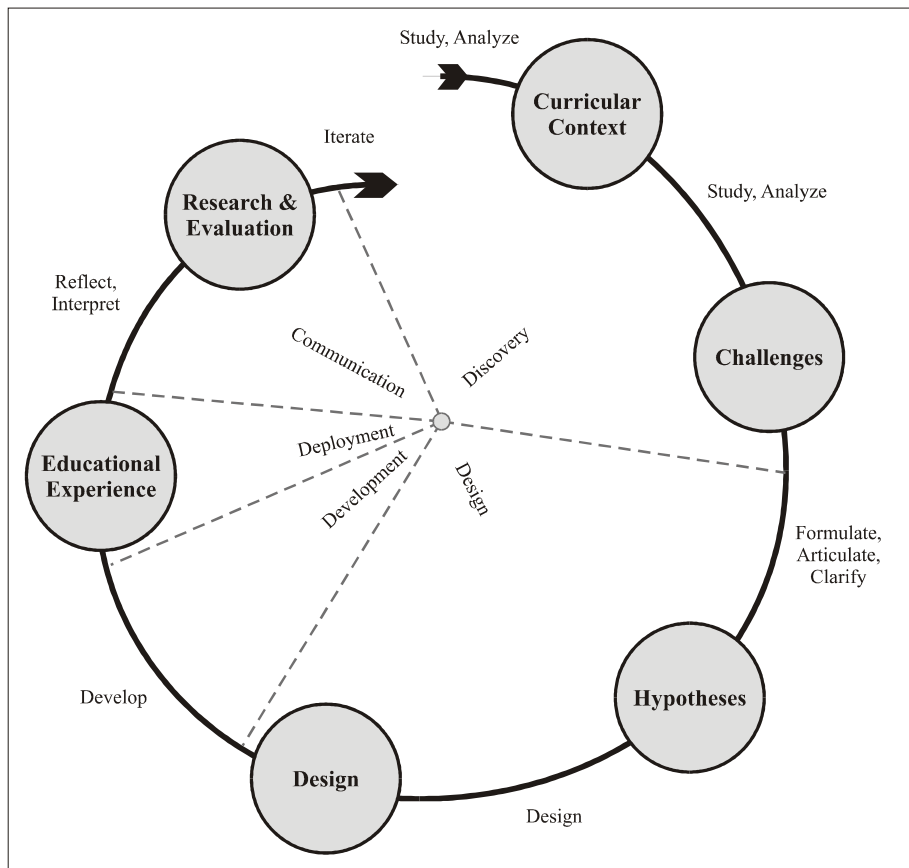 Study, Analyze
Curricular
Context
Study, Analyze
Challenges
Formulate,
Articulate,
Clarify
Hypotheses
Design
Design
Develop
Educational
Experience
Reflect,
Interpret
Research &
Evaluation
Iterate
Discovery
Design
Development
Deployment
Communication